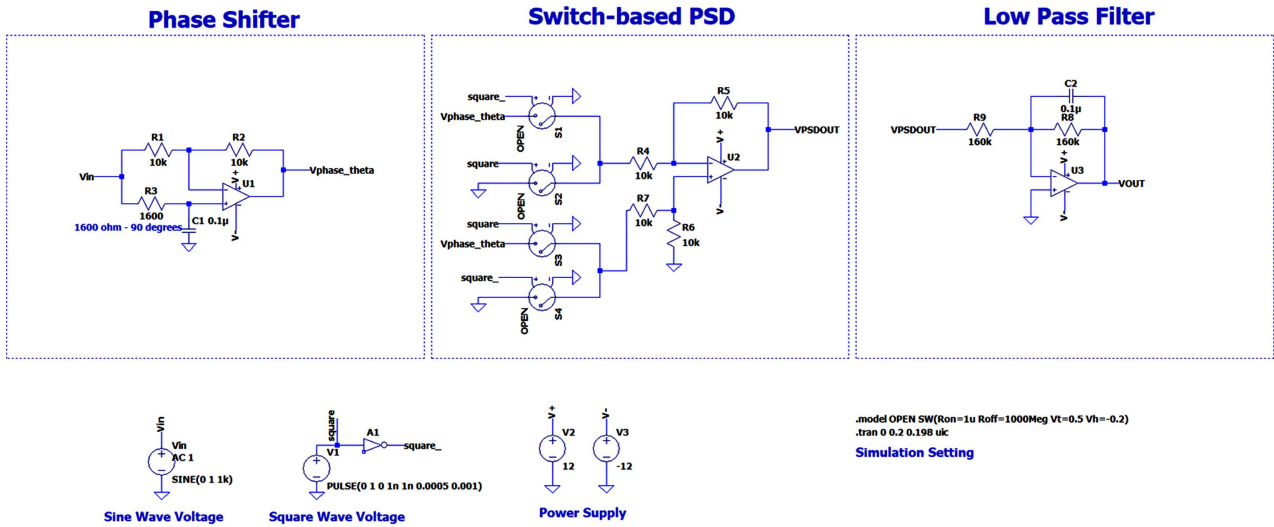 Phase Shifter
Switch-based PSD
Low Pass Filter
R1
10k
R2
10k
Vin
R3
1600
1600 ohm - 90 degrees
C1 0.1µ
V+
U1
V-
Vphase_theta
square_
Vphase_theta
OPEN
S1
square
OPEN
S2
square
Vphase_theta
S3
square_
OPEN
S4
R4
10k
R5
10k
R7
10k
R6
10k
V+
U2
V-
VPSDOUT
VPSDOUT
R9
160k
C2
0.1µ
R8
160k
V+
U3
V-
VOUT
Vin
Vin
AC 1
SINE(0 1 1k)
Sine Wave Voltage
square
V1
A1
square_
PULSE(0 1 0 1n 1n 0.0005 0.001)
Square Wave Voltage
V+
V2
12
V-
V3
-12
Power Supply
.model OPEN SW(Ron=1u Roff=1000Meg Vt=0.5 Vh=-0.2)
.tran 0 0.2 0.198 uic
Simulation Setting